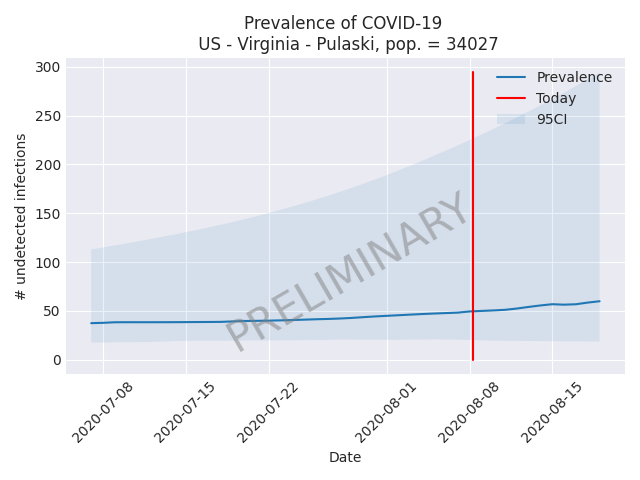 Prevalence of COVID-19
US - Virginia - Pulaski, pop. = 34027
300
250
200
150
100
50
0
# undetected infections
Prevalence
Today
95CI
PRELIMINARY
2020-07-08
2020-07-15
2020-07-22
2020-08-01
2020-08-08
2020-08-15
Date